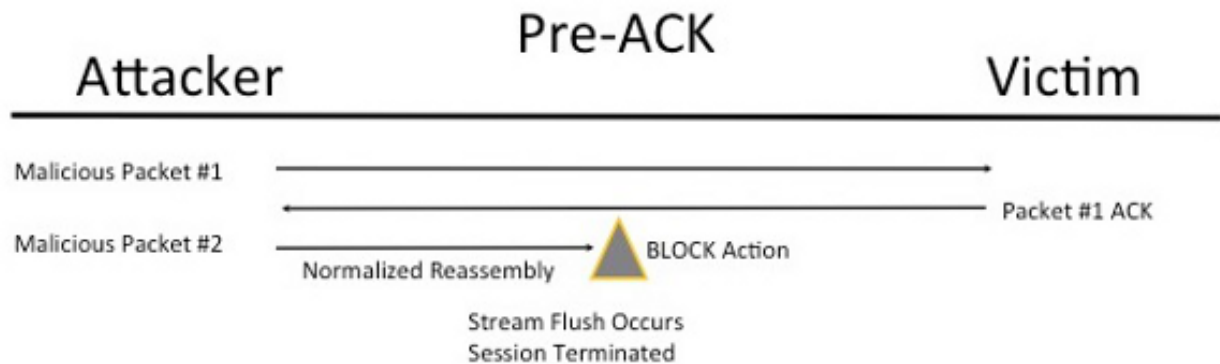 Pre-ACK
Attacker
Victim
Malicious Packet #1
Packet #1 ACK
Malicious Packet #2
BLOCK Action
Normalized Reassembly
Stream Flush Occurs
Session Terminated